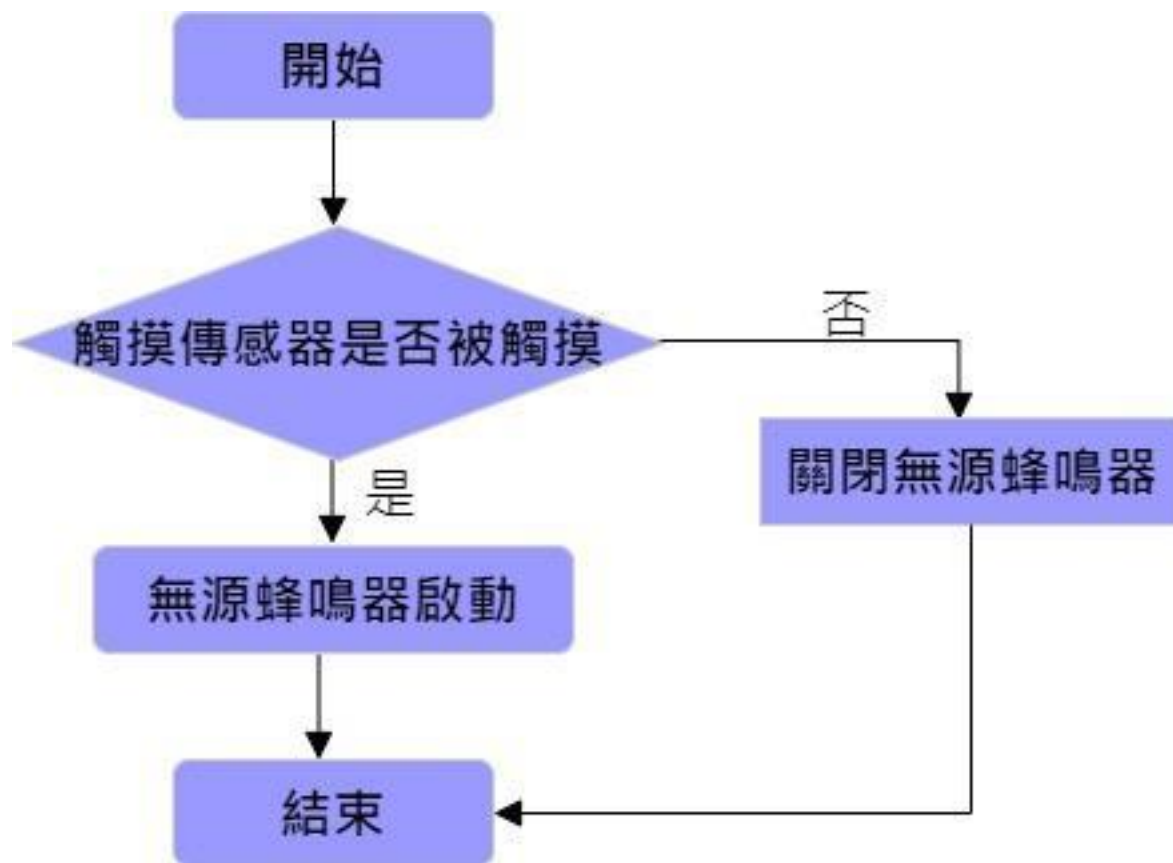 開始
觸摸傳感器是否被觸摸
否
是
關閉無源蜂鳴器
無源蜂鳴器啟動
結束